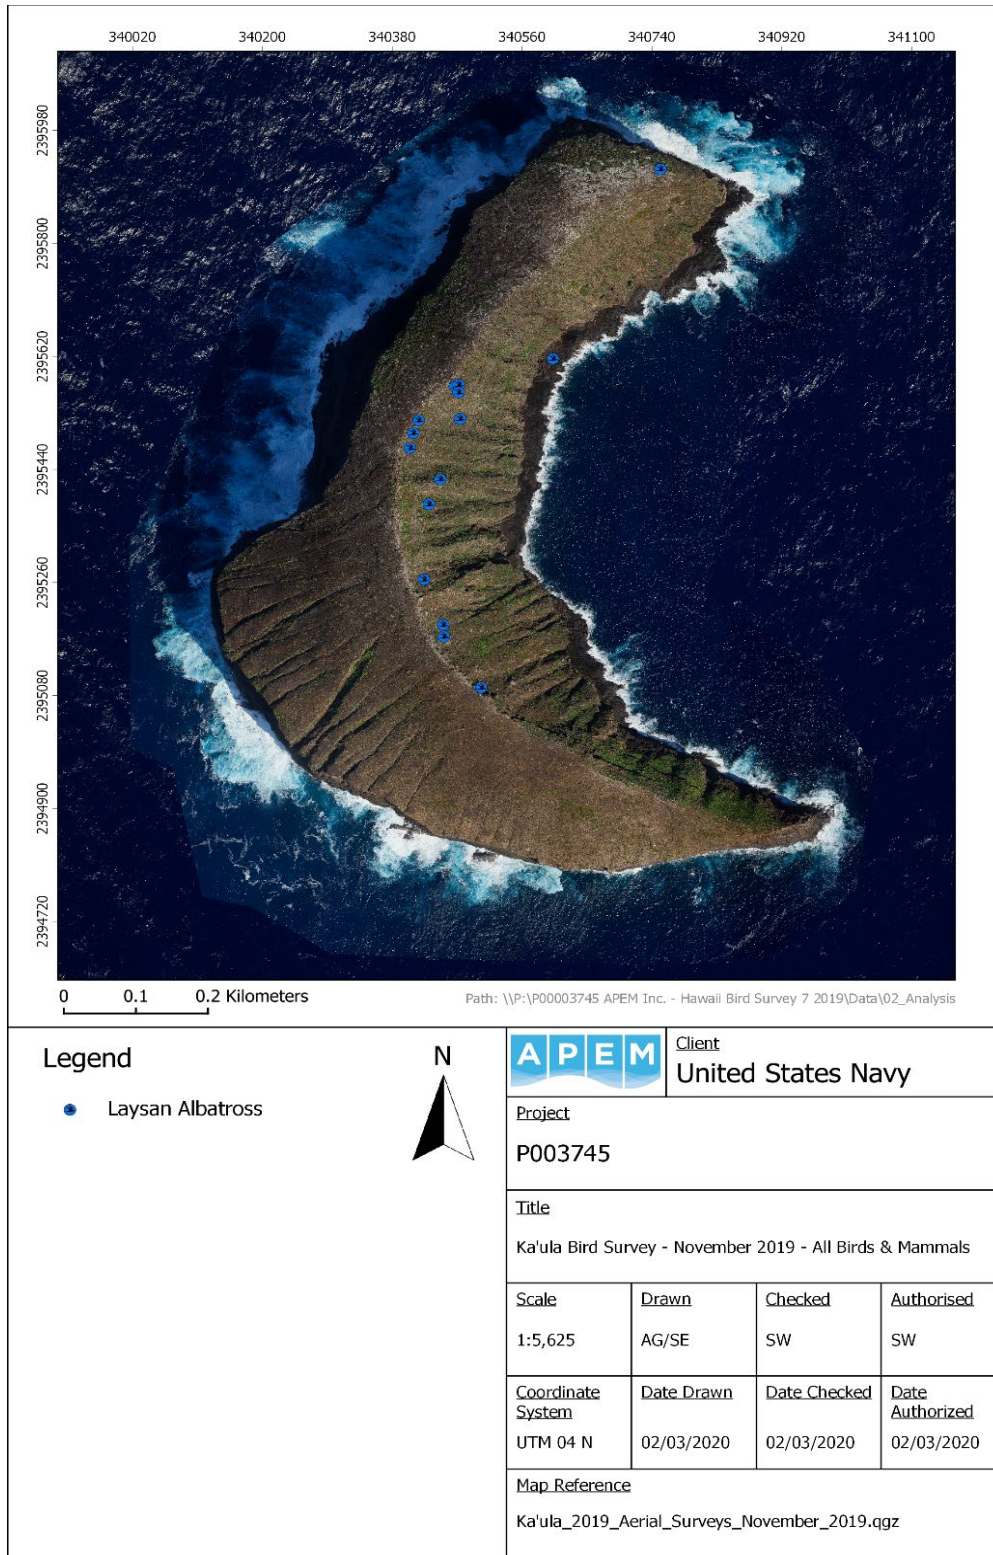 340020 340200 340380 340560 340740 340920 341100
2395980
2395800
2395620
2395440
2395260
2395080
2394900
2394720
0 0.1 0.2 Kilometers
Path: \\P:\P00003745 APEM Inc. - Hawaii Bird Survey 7 2019\Data\02_Analysis
Legend
Laysan Albatross
N
APEM
Client
United States Navy
Project
P003745
Title
Ka'ula Bird Survey - November 2019 - All Birds & Mammals
Scale
1:5,625
Drawn
AG/SE
Checked
SW
Authorised
SW
Coordinate
System
UTM 04 N
Date Drawn
02/03/2020
Date Checked
02/03/2020
Date
Authorized
02/03/2020
Map Reference
Ka'ula_2019_Aerial_Surveys_November_2019.qgz